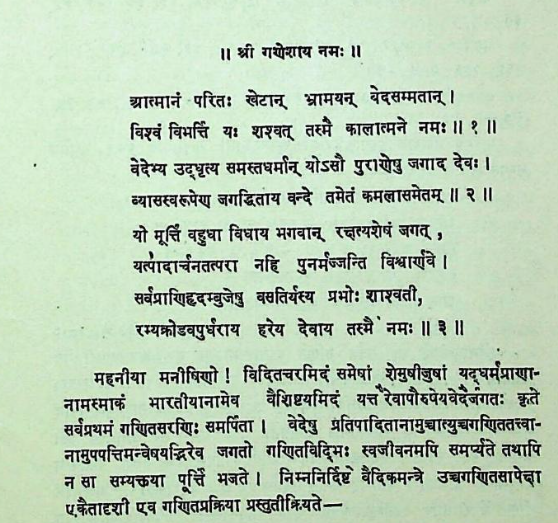 ॥ श्री गणेशाय नमः ॥
आत्मानं परितः खेटान् भ्रामयन् वेदसम्मतान् ।
विश्वं विभर्त्ति यः शश्वत् तस्मै कालात्मने नमः ॥ १ ॥
वेदेभ्य उद्धृत्य समस्तधर्मान् योऽसौ पुराणेषु जगाद देवः ।
व्यासस्वरूपेण जगद्धिताय वन्दे तमेतं कमलासमेतम् ॥ २ ॥
यो मूर्त्ति वहुधा विधाय भगवान् रक्षत्यशेषं जगत् ,
यत्पादार्चनतत्परा नहि पुनर्मज्जन्ति विश्वार्णवे ।
सर्वप्राणिहृदम्बुजेषु वसतिर्यस्य प्रभोः शाश्वती,
रम्यक्रोडवपुर्धराय हरेय देवाय तस्मै नमः ॥ ३ ॥
महनीया मनीषिणो ! विदितचरमिदं समेषां शेमुषीजुषां यद्धर्मप्राणा-
नामस्माकं भारतीयानामेव वैशिष्टयमिदं यत्तैरेवापौरुषेयवेदैर्जगतः कृते
सर्वप्रथमं गणितसरणिः समर्पिता । वेदेषु प्रतिपादितानामुच्चात्युच्चगणिततत्त्वा-
नामुपपत्तिमन्वेषयद्भिरेव जगतो गणितविद्भिः स्वजीवनमपि समर्प्यते तथापि
न सा सम्यक्तया पूर्त्तिं भजते । निम्ननिर्दिष्टे वैदिकमन्त्रे उच्चगणितसापेक्षा
एकैतादृशी एव गणितप्रक्रिया प्रस्तुतीक्रियते—